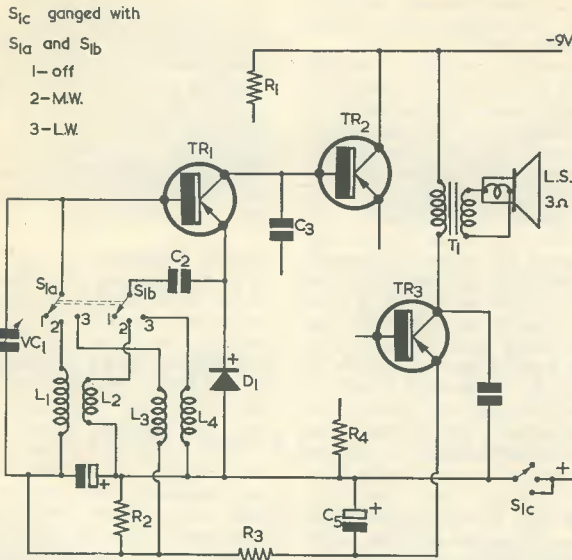 S1c ganged with
S1a and S1b
1- off
2- M.W.
3- L.W.
-9V
R1
TR1
TR2
L.S.
3Ω
T1
C3
C2
S1a
S1b
TR3
VC1
1 2 3
1 2 3
L1
L2
L3
L4
D1
+
R4
+
R2
R3
C5
+
S1c
+